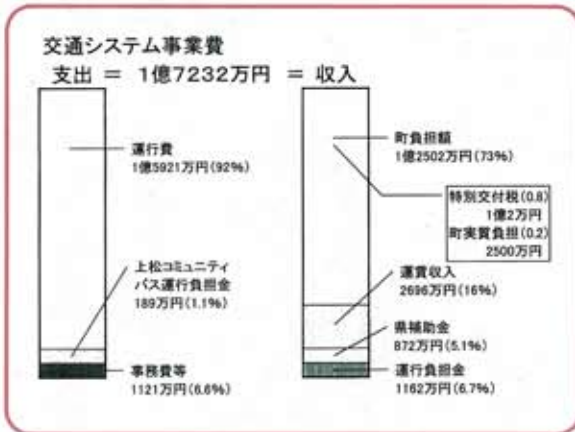 交通システム事業費
支出 = 1億7232万円 = 収入
運行費
1億5921万円(92%)
上松コミュニティ
バス運行負担金
189万円(1.1%)
事務費等
1121万円(6.6%)
町負担額
1億2502万円(73%)
特別交付税(0.8)
1億2万円
町実質負担(0.2)
2500万円
運賃収入
2696万円(16%)
県補助金
872万円(5.1%)
運行負担金
1162万円(6.7%)